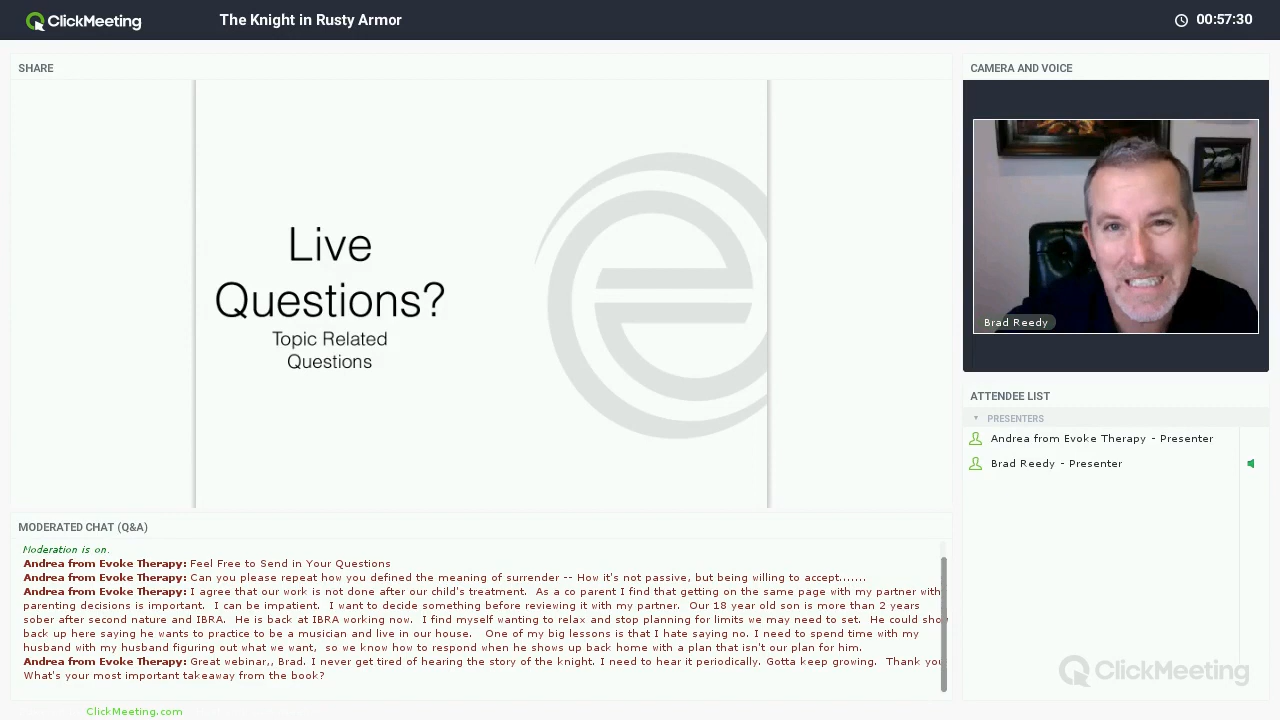 ClickMeeting
The Knight in Rusty Armor
00:57:30
SHARE
CAMERA AND VOICE
Live
Questions?
Topic Related
Questions
Brad Reedy
ATTENDEE LIST
PRESENTERS
Andrea from Evoke Therapy - Presenter
Brad Reedy - Presenter
MODERATED CHAT (Q&A)
Moderation is on.
Andrea from Evoke Therapy: Feel Free to Send in Your Questions
Andrea from Evoke Therapy: Can you please repeat how you defined the meaning of surrender -- How it's not passive, but being willing to accept.......
Andrea from Evoke Therapy: I agree that our work is not done after our child's treatment. As a co parent I find that getting on the same page with my partner with
parenting decisions is important. I can be impatient. I want to decide something before reviewing it with my partner. Our 18 year old son is more than 2 years
sober after second nature and IBRA. He is back at IBRA working now. I find myself wanting to relax and stop planning for limits we may need to set. He could show
back up here saying he wants to practice to be a musician and live in our house. One of my big lessons is that I hate saying no. I need to spend time with my
husband with my husband figuring out what we want, so we know how to respond when he shows up back home with a plan that isn't our plan for him.
Andrea from Evoke Therapy: Great webinar,, Brad. I never get tired of hearing the story of the knight. I need to hear it periodically. Gotta keep growing. Thank you
What's your most important takeaway from the book?
ClickMeeting
ClickMeeting.com